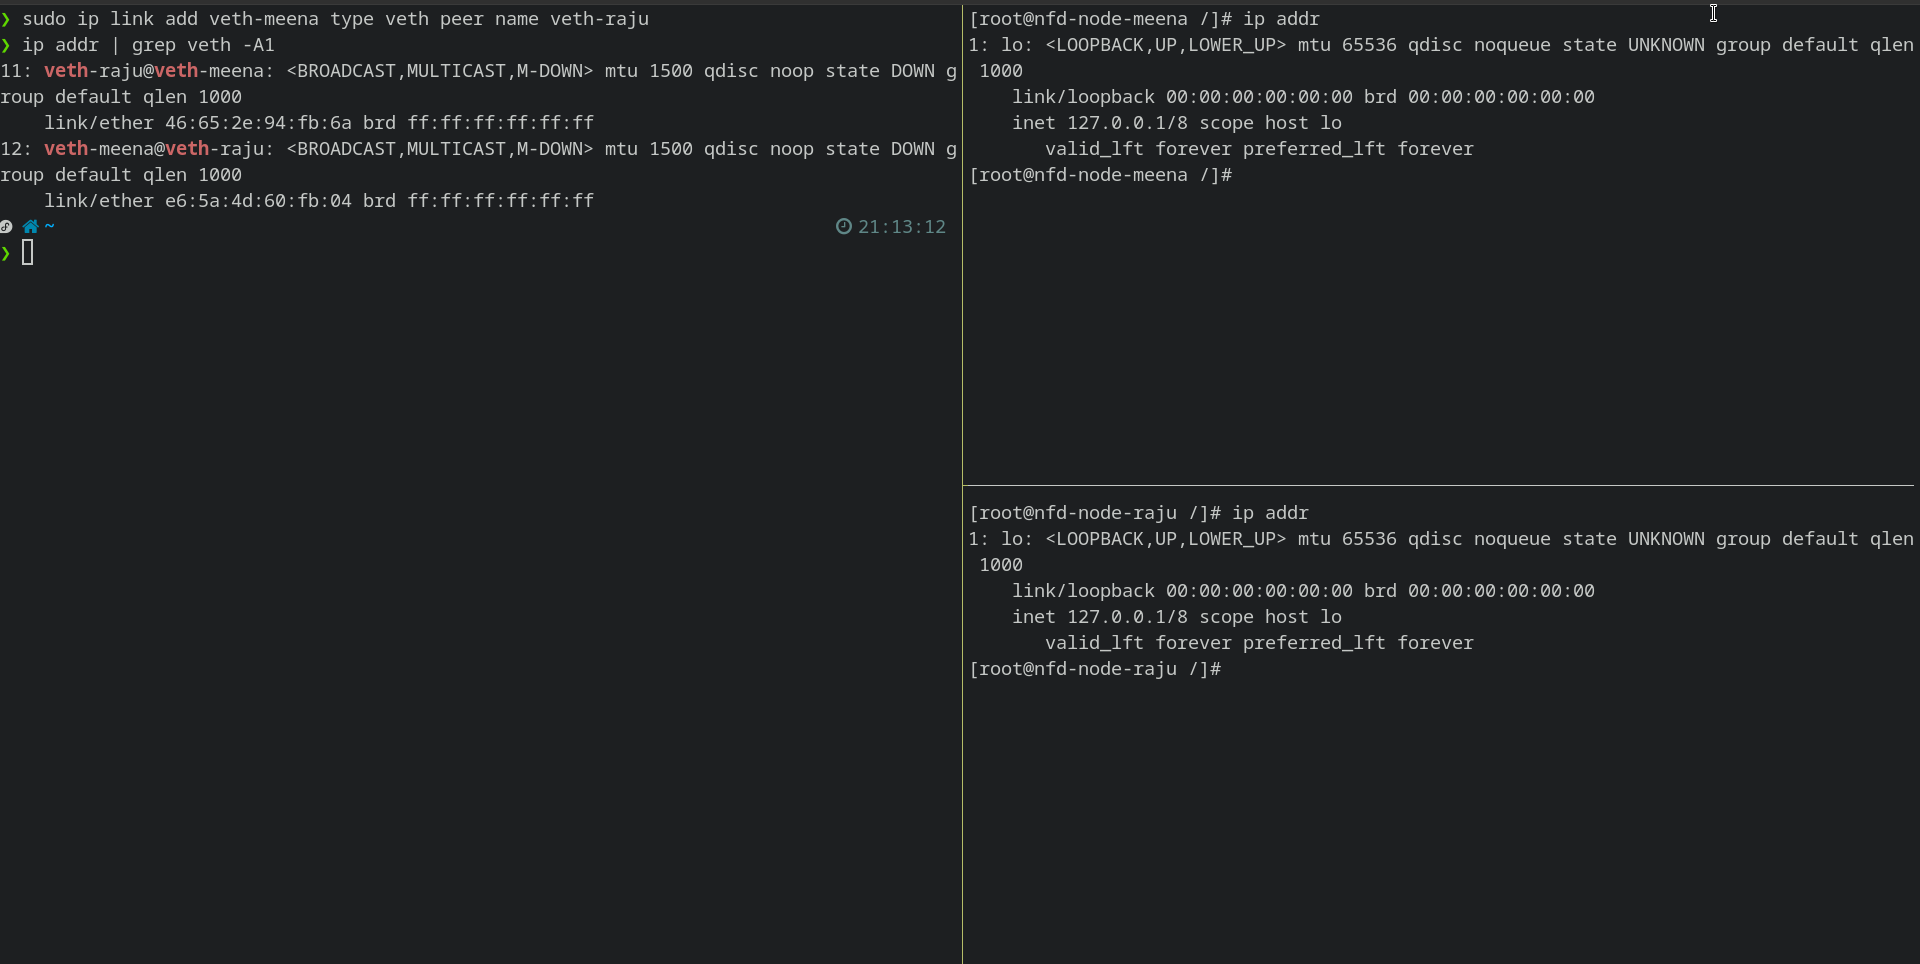 ❯ sudo ip link add veth-meena type veth peer name veth-raju
❯ ip addr | grep veth -A1
11: veth-raju@veth-meena: <BROADCAST,MULTICAST,M-DOWN> mtu 1500 qdisc noop state DOWN g
roup default qlen 1000
    link/ether 46:65:2e:94:fb:6a brd ff:ff:ff:ff:ff:ff
12: veth-meena@veth-raju: <BROADCAST,MULTICAST,M-DOWN> mtu 1500 qdisc noop state DOWN g
roup default qlen 1000
    link/ether e6:5a:4d:60:fb:04 brd ff:ff:ff:ff:ff:ff
~ 21:13:12
❯
[root@nfd-node-meena /]# ip addr
1: lo: <LOOPBACK,UP,LOWER_UP> mtu 65536 qdisc noqueue state UNKNOWN group default qlen
 1000
    link/loopback 00:00:00:00:00:00 brd 00:00:00:00:00:00
    inet 127.0.0.1/8 scope host lo
       valid_lft forever preferred_lft forever
[root@nfd-node-meena /]#
[root@nfd-node-raju /]# ip addr
1: lo: <LOOPBACK,UP,LOWER_UP> mtu 65536 qdisc noqueue state UNKNOWN group default qlen
 1000
    link/loopback 00:00:00:00:00:00 brd 00:00:00:00:00:00
    inet 127.0.0.1/8 scope host lo
       valid_lft forever preferred_lft forever
[root@nfd-node-raju /]#